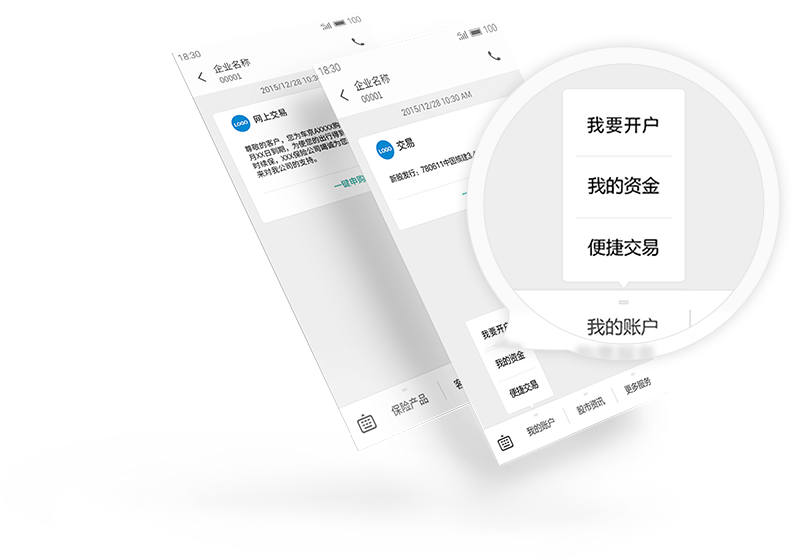 18:30
100
企业名称
00001
2015/12/28 10:30
LOGO
网上交易
尊敬的客户，您为车京AXXXX购
月XX日到期，为使您的出行得到
时续保，XXX保险公司竭诚为您
来对我公司的支持。
一键申购
保险产品
18:30
100
企业名称
00001
2015/12/28 10:30 AM
LOGO
交易
新股发行：780611中国核建3.
我要开户
我的资金
便捷交易
我的账户
股市资讯
更多服务
我要开户
我的资金
便捷交易
我的账户